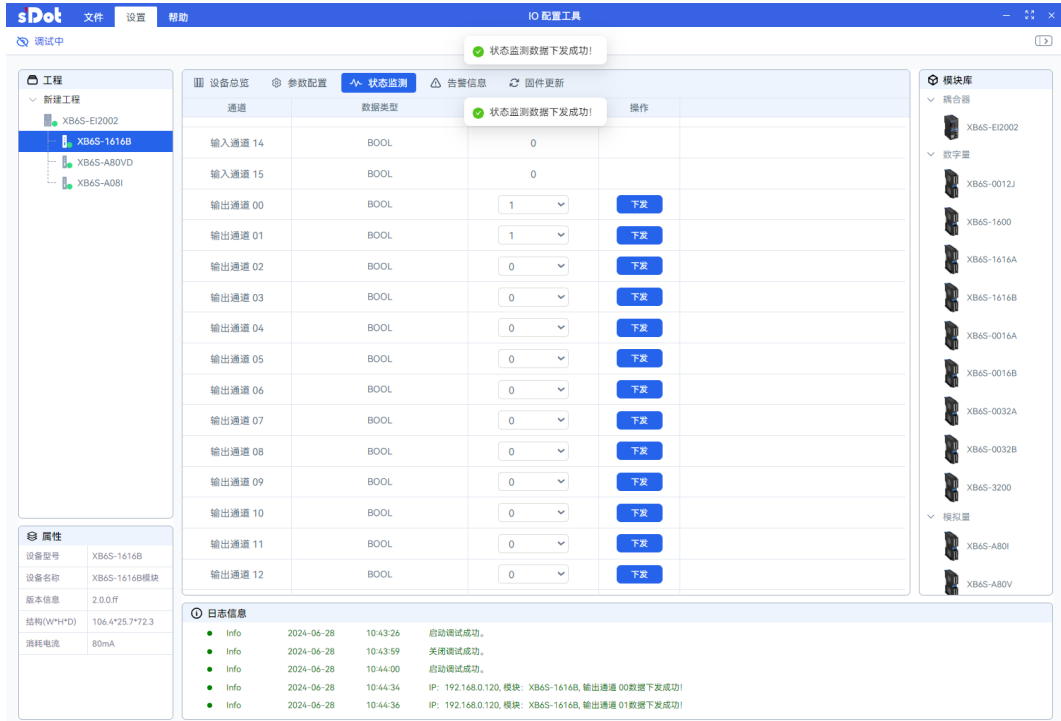 sDot 文件 设置 帮助 IO 配置工具
调试中
状态监测数据下发成功!
工程
新建工程
XB6S-EI2002
XB6S-1616B
XB6S-A80VD
XB6S-A08I
设备总览 参数配置 状态监测 告警信息 固件更新
通道 数据类型 操作
状态监测数据下发成功!
输入通道 14 BOOL 0
输入通道 15 BOOL 0
输出通道 00 BOOL 1 下发
输出通道 01 BOOL 1 下发
输出通道 02 BOOL 0 下发
输出通道 03 BOOL 0 下发
输出通道 04 BOOL 0 下发
输出通道 05 BOOL 0 下发
输出通道 06 BOOL 0 下发
输出通道 07 BOOL 0 下发
输出通道 08 BOOL 0 下发
输出通道 09 BOOL 0 下发
输出通道 10 BOOL 0 下发
输出通道 11 BOOL 0 下发
输出通道 12 BOOL 0 下发
模块库
耦合器
XB6S-EI2002
数字量
XB6S-0012J
XB6S-1600
XB6S-1616A
XB6S-1616B
XB6S-0016A
XB6S-0016B
XB6S-0032A
XB6S-0032B
XB6S-3200
模拟量
XB6S-A80I
XB6S-A80V
属性
设备型号 XB6S-1616B
设备名称 XB6S-1616B模块
版本信息 2.0.0.ff
结构(W*H*D) 106.4*25.7*72.3
消耗电流 80mA
日志信息
Info 2024-06-28 10:43:26 启动调试成功。
Info 2024-06-28 10:43:59 关闭调试成功。
Info 2024-06-28 10:44:00 启动调试成功。
Info 2024-06-28 10:44:34 IP: 192.168.0.120, 模块: XB6S-1616B, 输出通道 00数据下发成功!
Info 2024-06-28 10:44:36 IP: 192.168.0.120, 模块: XB6S-1616B, 输出通道 01数据下发成功!